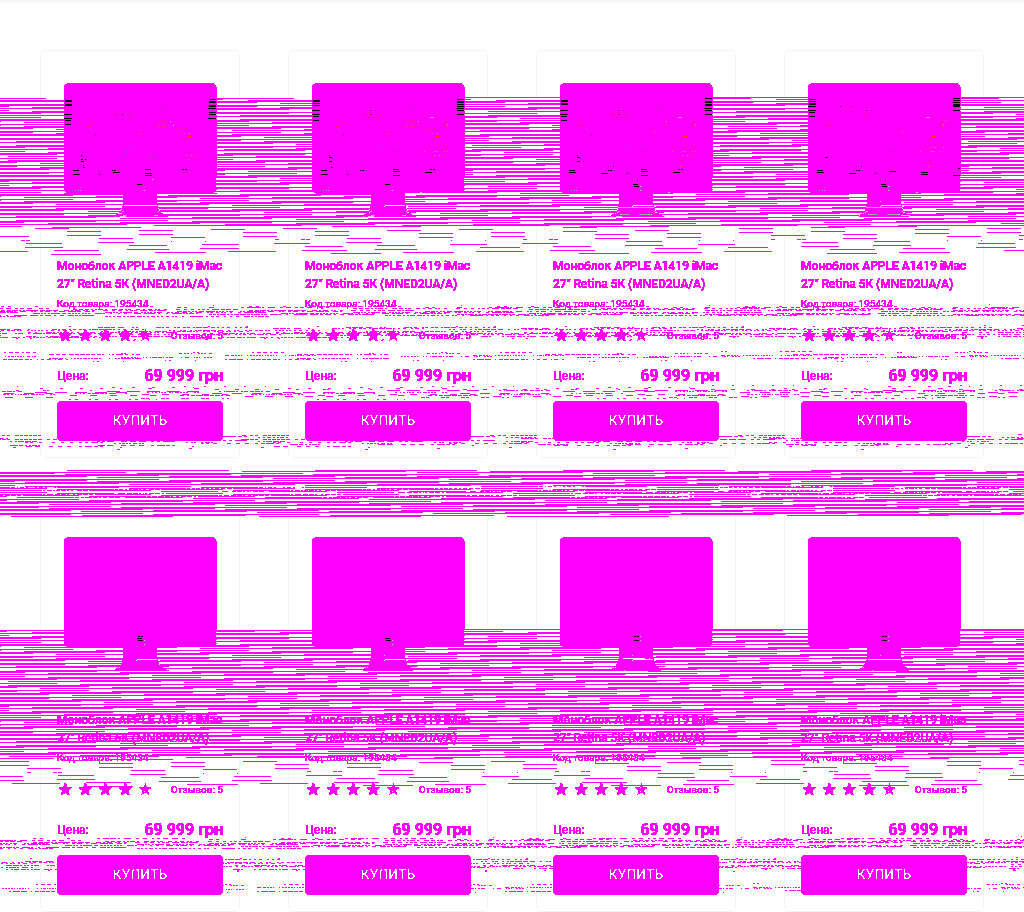 Моноблок APPLE A1419 iMac Моноблок APPLE A1419 iMac Моноблок APPLE A1419 iMac Моноблок APPLE A1419 iMac
27" Retina 5K (MNED2UA/A) 27" Retina 5K (MNED2UA/A) 27" Retina 5K (MNED2UA/A) 27" Retina 5K (MNED2UA/A)
Код товара: 195434 Код товара: 195434 Код товара: 195434 Код товара: 195434
Отзывов: 5 Отзывов: 5 Отзывов: 5 Отзывов: 5
Цена: 69 999 грн Цена: 69 999 грн Цена: 69 999 грн Цена: 69 999 грн
КУПИТЬ КУПИТЬ КУПИТЬ КУПИТЬ
Моноблок APPLE A1419 iMac Моноблок APPLE A1419 iMac Моноблок APPLE A1419 iMac Моноблок APPLE A1419 iMac
27" Retina 5K (MNED2UA/A) 27" Retina 5K (MNED2UA/A) 27" Retina 5K (MNED2UA/A) 27" Retina 5K (MNED2UA/A)
Код товара: 195434 Код товара: 195434 Код товара: 195434 Код товара: 195434
Отзывов: 5 Отзывов: 5 Отзывов: 5 Отзывов: 5
Цена: 69 999 грн Цена: 69 999 грн Цена: 69 999 грн Цена: 69 999 грн
КУПИТЬ КУПИТЬ КУПИТЬ КУПИТЬ